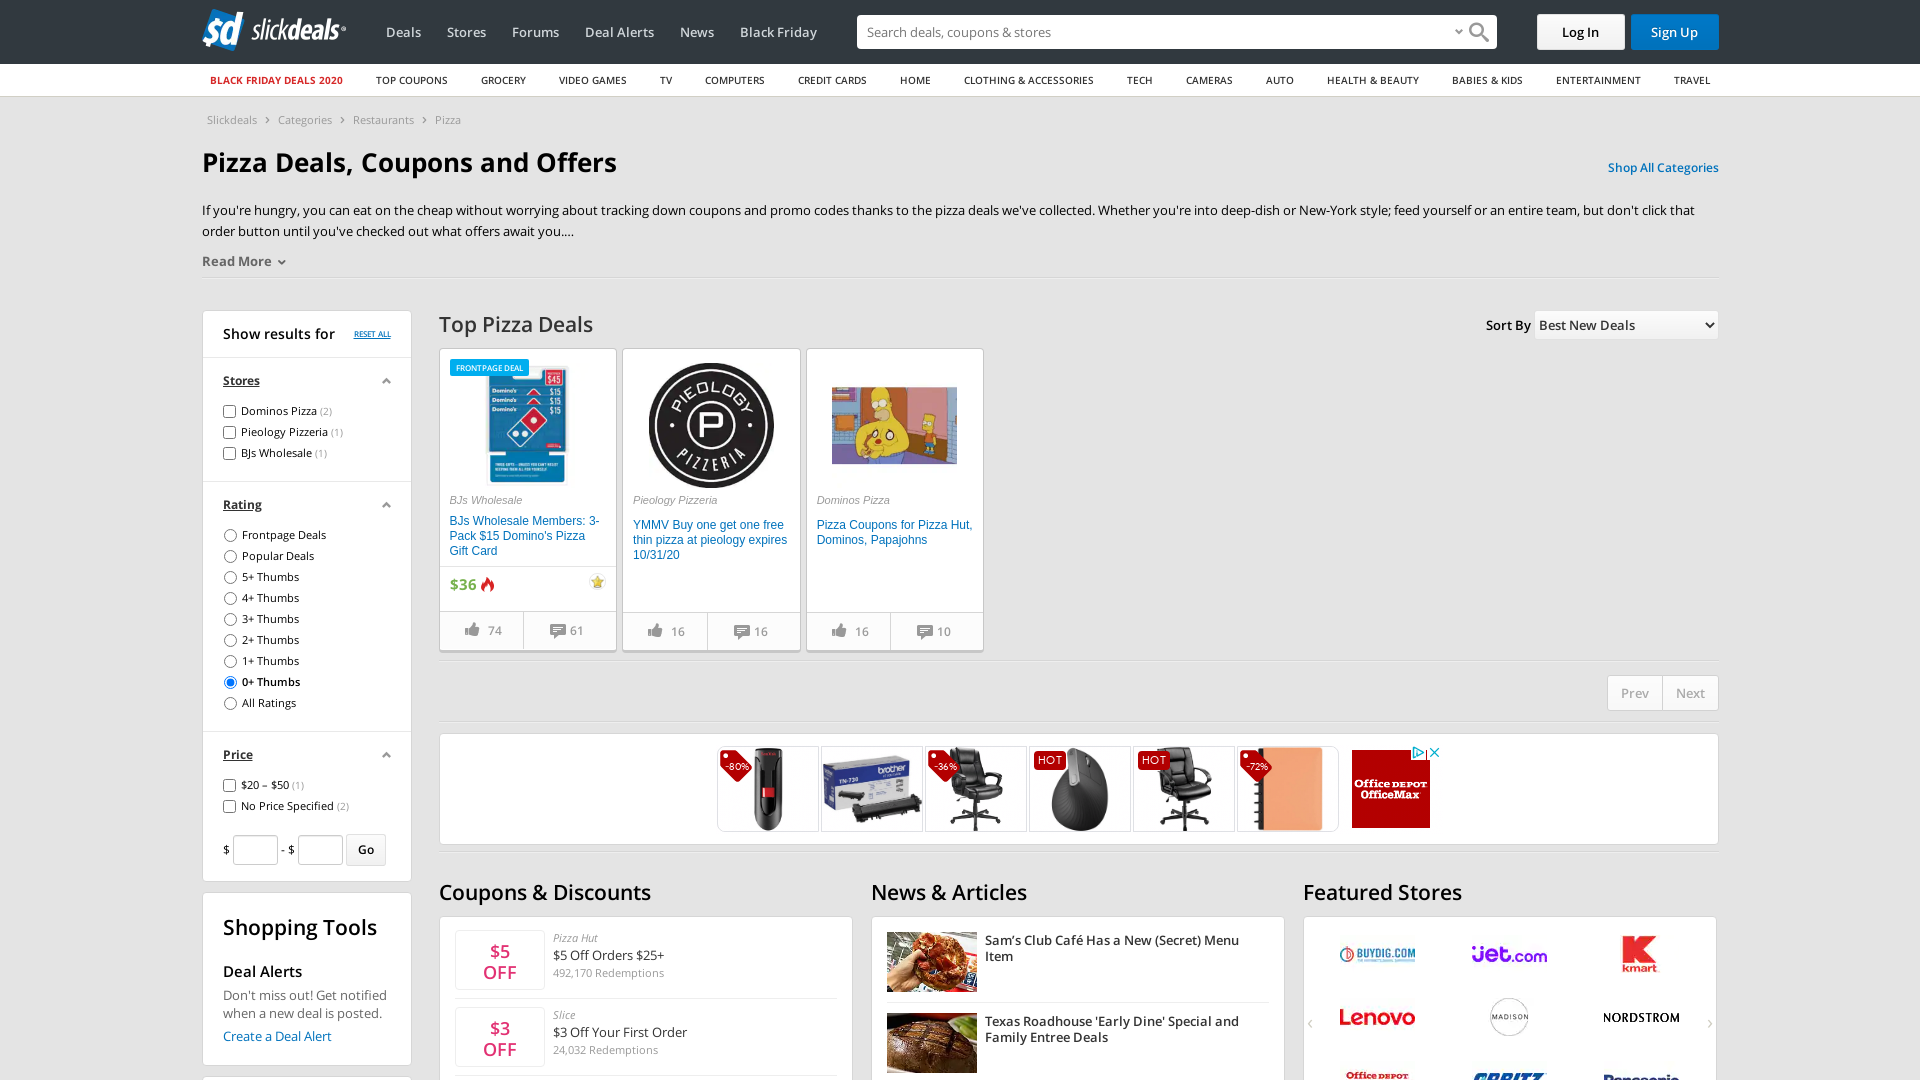 slickdeals
Deals
Stores
Forums
Deal Alerts
News
Black Friday
Search deals, coupons & stores
Log In
Sign Up
BLACK FRIDAY DEALS 2020
TOP COUPONS
GROCERY
VIDEO GAMES
TV
COMPUTERS
CREDIT CARDS
HOME
CLOTHING & ACCESSORIES
TECH
CAMERAS
AUTO
HEALTH & BEAUTY
BABIES & KIDS
ENTERTAINMENT
TRAVEL
Slickdeals > Categories > Restaurants > Pizza
Pizza Deals, Coupons and Offers
Shop All Categories
If you're hungry, you can eat on the cheap without worrying about tracking down coupons and promo codes thanks to the pizza deals we've collected. Whether you're into deep-dish or New-York style; feed yourself or an entire team, but don't click that
order button until you've checked out what offers await you....
Read More
Show results for
RESET ALL
Stores
Dominos Pizza (2)
Pieology Pizzeria (1)
BJs Wholesale (1)
Rating
Frontpage Deals
Popular Deals
5+ Thumbs
4+ Thumbs
3+ Thumbs
2+ Thumbs
1+ Thumbs
0+ Thumbs
All Ratings
Price
$20 – $50 (1)
No Price Specified (2)
$ - $ Go
Shopping Tools
Deal Alerts
Don't miss out! Get notified
when a new deal is posted.
Create a Deal Alert
Top Pizza Deals
Sort By Best New Deals
FRONTPAGE DEAL
$45
Domino's $15
Domino's $15
Domino's $15
BJs Wholesale
BJs Wholesale Members: 3-
Pack $15 Domino's Pizza
Gift Card
$36
74
61
PIEOLOGY
P
PIZZERIA
Pieology Pizzeria
YMMV Buy one get one free
thin pizza at pieology expires
10/31/20
16
16
Dominos Pizza
Pizza Coupons for Pizza Hut,
Dominos, Papajohns
16
10
Prev
Next
-80%
brother
TN-730
-36%
HOT
HOT
-72%
Office DEPOT
OfficeMax
Coupons & Discounts
$5
OFF
Pizza Hut
$5 Off Orders $25+
492,170 Redemptions
$3
OFF
Slice
$3 Off Your First Order
24,032 Redemptions
News & Articles
Sam's Club Café Has a New (Secret) Menu
Item
Texas Roadhouse 'Early Dine' Special and
Family Entree Deals
Featured Stores
BUYDIG.COM
Jet.com
kmart
Lenovo
MADISON
NORDSTROM
Office DEPOT
ORBITZ
Panasonic